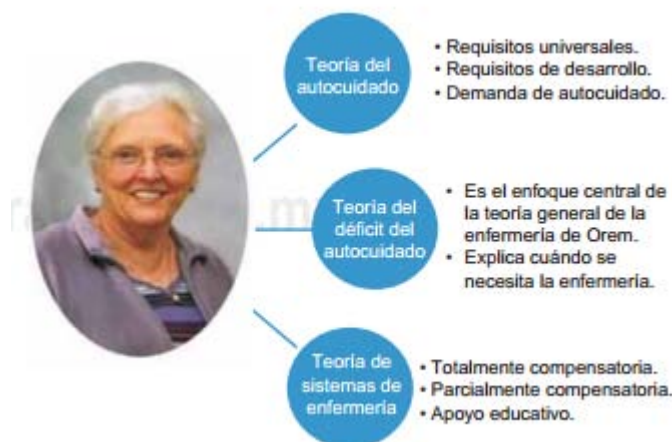 Teoría del
autocuidado
• Requisitos universales.
• Requisitos de desarrollo.
• Demanda de autocuidado.
Teoría del
déficit del
autocuidado
• Es el enfoque central de
la teoría general de la
enfermería de Orem.
• Explica cuándo se
necesita la enfermería.
Teoría de
sistemas de
enfermería
• Totalmente compensatoria.
• Parcialmente compensatoria.
• Apoyo educativo.